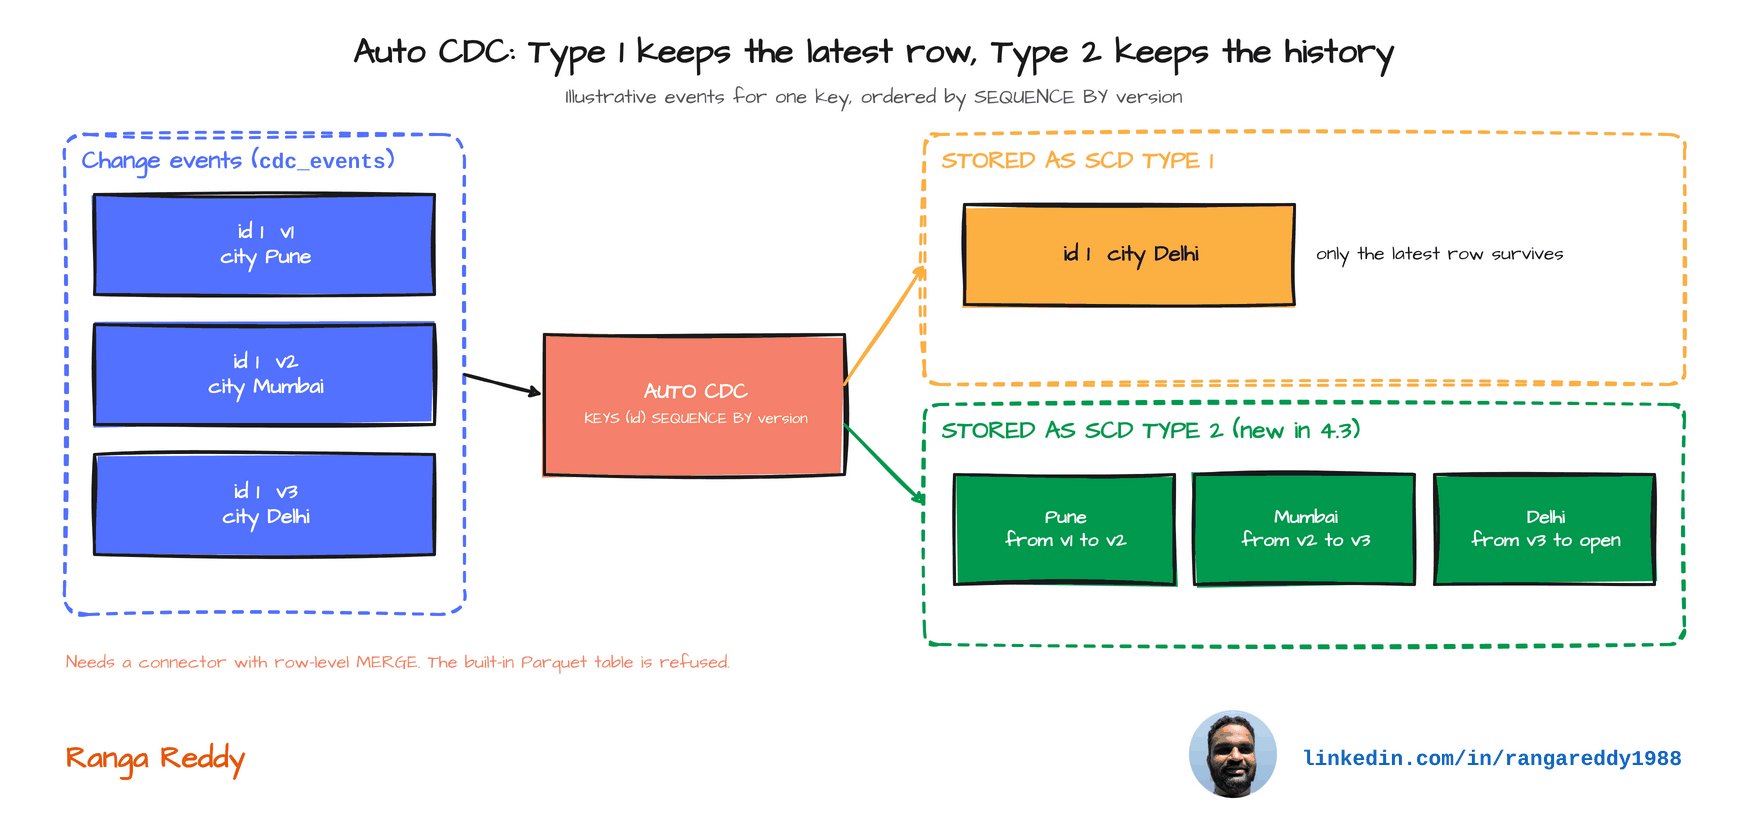 Auto CDC: Type 1 keeps the latest row, Type 2 keeps the history
Illustrative events for one key, ordered by SEQUENCE BY version
Change events (cdc_events)
id 1 v1
city Pune
id 1 v2
city Mumbai
id 1 v3
city Delhi
AUTO CDC
KEYS (id) SEQUENCE BY version
STORED AS SCD TYPE 1
id 1 city Delhi
only the latest row survives
STORED AS SCD TYPE 2 (new in 4.3)
Pune
from v1 to v2
Mumbai
from v2 to v3
Delhi
from v3 to open
Needs a connector with row-level MERGE. The built-in Parquet table is refused.
Ranga Reddy
linkedin.com/in/rangareddy1988